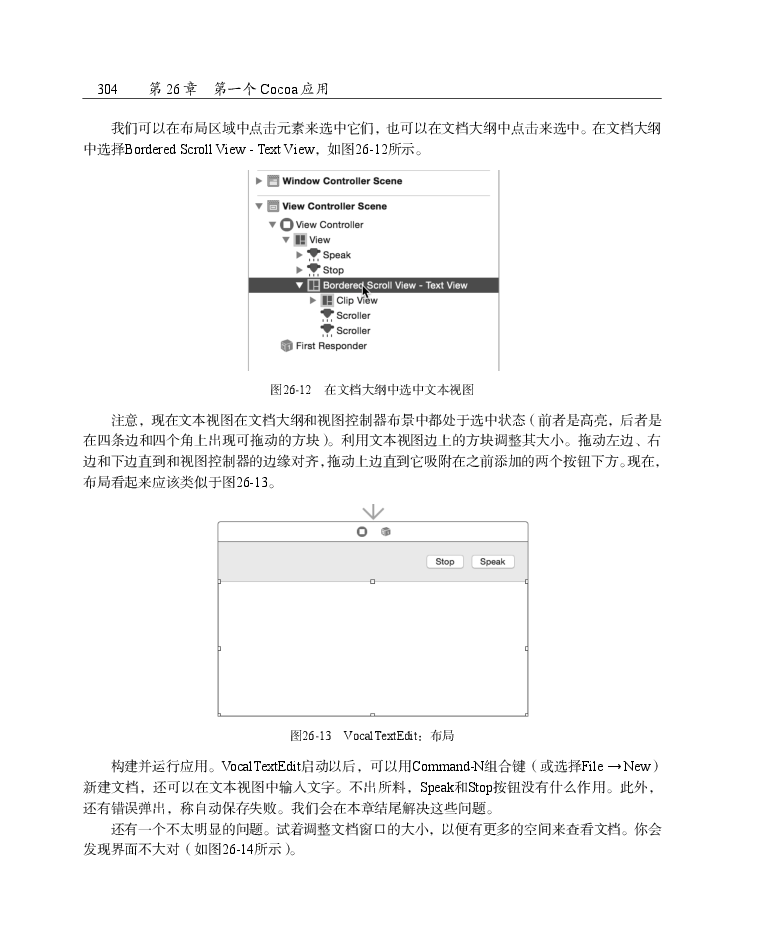 304 第 26 章 第一个 Cocoa 应用
我们可以在布局区域中点击元素来选中它们，也可以在文档大纲中点击来选中。在文档大纲
中选择Bordered Scroll View - Text View，如图26-12所示。
Window Controller Scene
View Controller Scene
View Controller
View
Speak
Stop
Bordered Scroll View - Text View
Clip View
Scroller
Scroller
First Responder
图26-12 在文档大纲中选中文本视图
注意，现在文本视图在文档大纲和视图控制器布景中都处于选中状态（前者是高亮，后者是
在四条边和四个角上出现可拖动的方块）。利用文本视图边上的方块调整其大小。拖动左边、右
边和下边直到和视图控制器的边缘对齐，拖动上边直到它吸附在之前添加的两个按钮下方。现在，
布局看起来应该类似于图26-13。
Stop Speak
图26-13 VocalTextEdit：布局
构建并运行应用。VocalTextEdit启动以后，可以用Command-N组合键（或选择File→New）
新建文档，还可以在文本视图中输入文字。不出所料，Speak和Stop按钮没有什么作用。此外，
还有错误弹出，称自动保存失败。我们会在本章结尾解决这些问题。
还有一个不太明显的问题。试着调整文档窗口的大小，以便有更多的空间来查看文档。你会
发现界面不大对（如图26-14所示）。